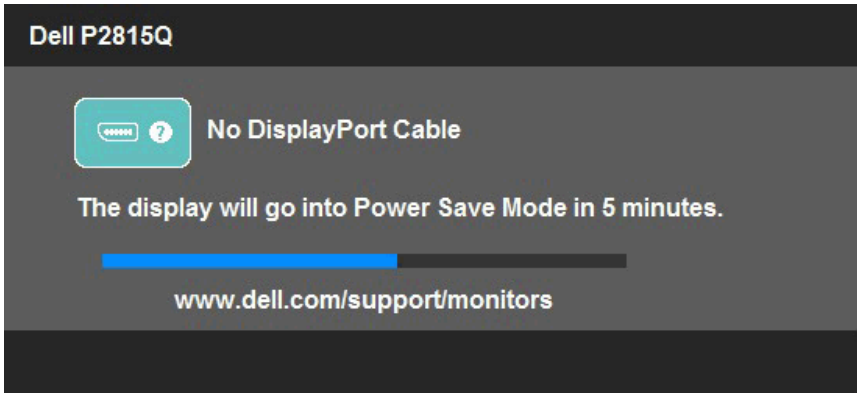 Dell P2815Q
? No DisplayPort Cable
The display will go into Power Save Mode in 5 minutes.
www.dell.com/support/monitors